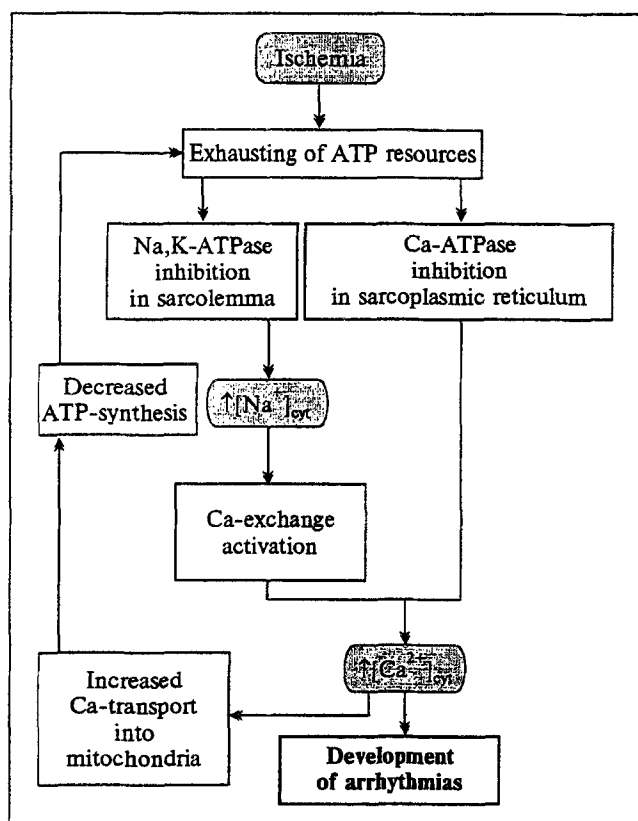 Ischemia
Exhausting of ATP resources
Na,K-ATPase
inhibition
in sarcolemma
Ca-ATPase
inhibition
in sarcoplasmic reticulum
Decreased
ATP-synthesis
↑[Na⁺]cyt
Ca-exchange
activation
↑[Ca²⁺]cyt
Increased
Ca-transport
into
mitochondria
Development
of arrhythmias